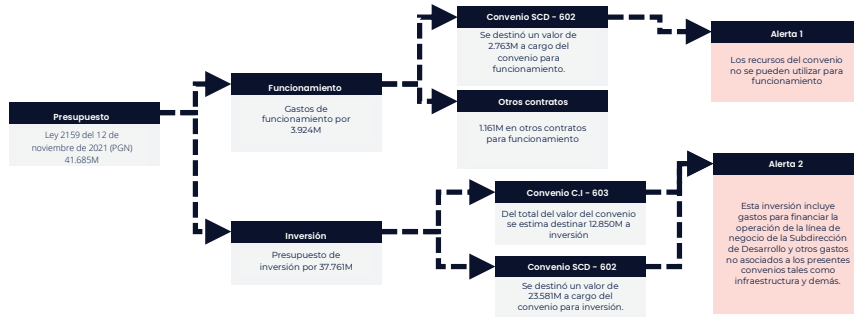 Presupuesto
Ley 2159 del 12 de
noviembre de 2021 (PGN)
41.685M
Funcionamiento
Gastos de
funcionamiento por
3.924M
Inversión
Presupuesto de
inversión por 37.761M
Convenio SCD - 602
Se destinó un valor de
2.763M a cargo del
convenio para
funcionamiento.
Otros contratos
1.161M en otros contratos
para funcionamiento
Convenio C.I - 603
Del total del valor del convenio
se estima destinar 12.850M a
inversión
Convenio SCD - 602
Se destinó un valor de
23.581M a cargo del
convenio para inversión.
Alerta 1
Los recursos del convenio
no se pueden utilizar para
funcionamiento
Alerta 2
Esta inversión incluye
gastos para financiar la
operación de la línea de
negocio de la Subdirección
de Desarrollo y otros gastos
no asociados a los presentes
convenios tales como
infraestructura y demás.